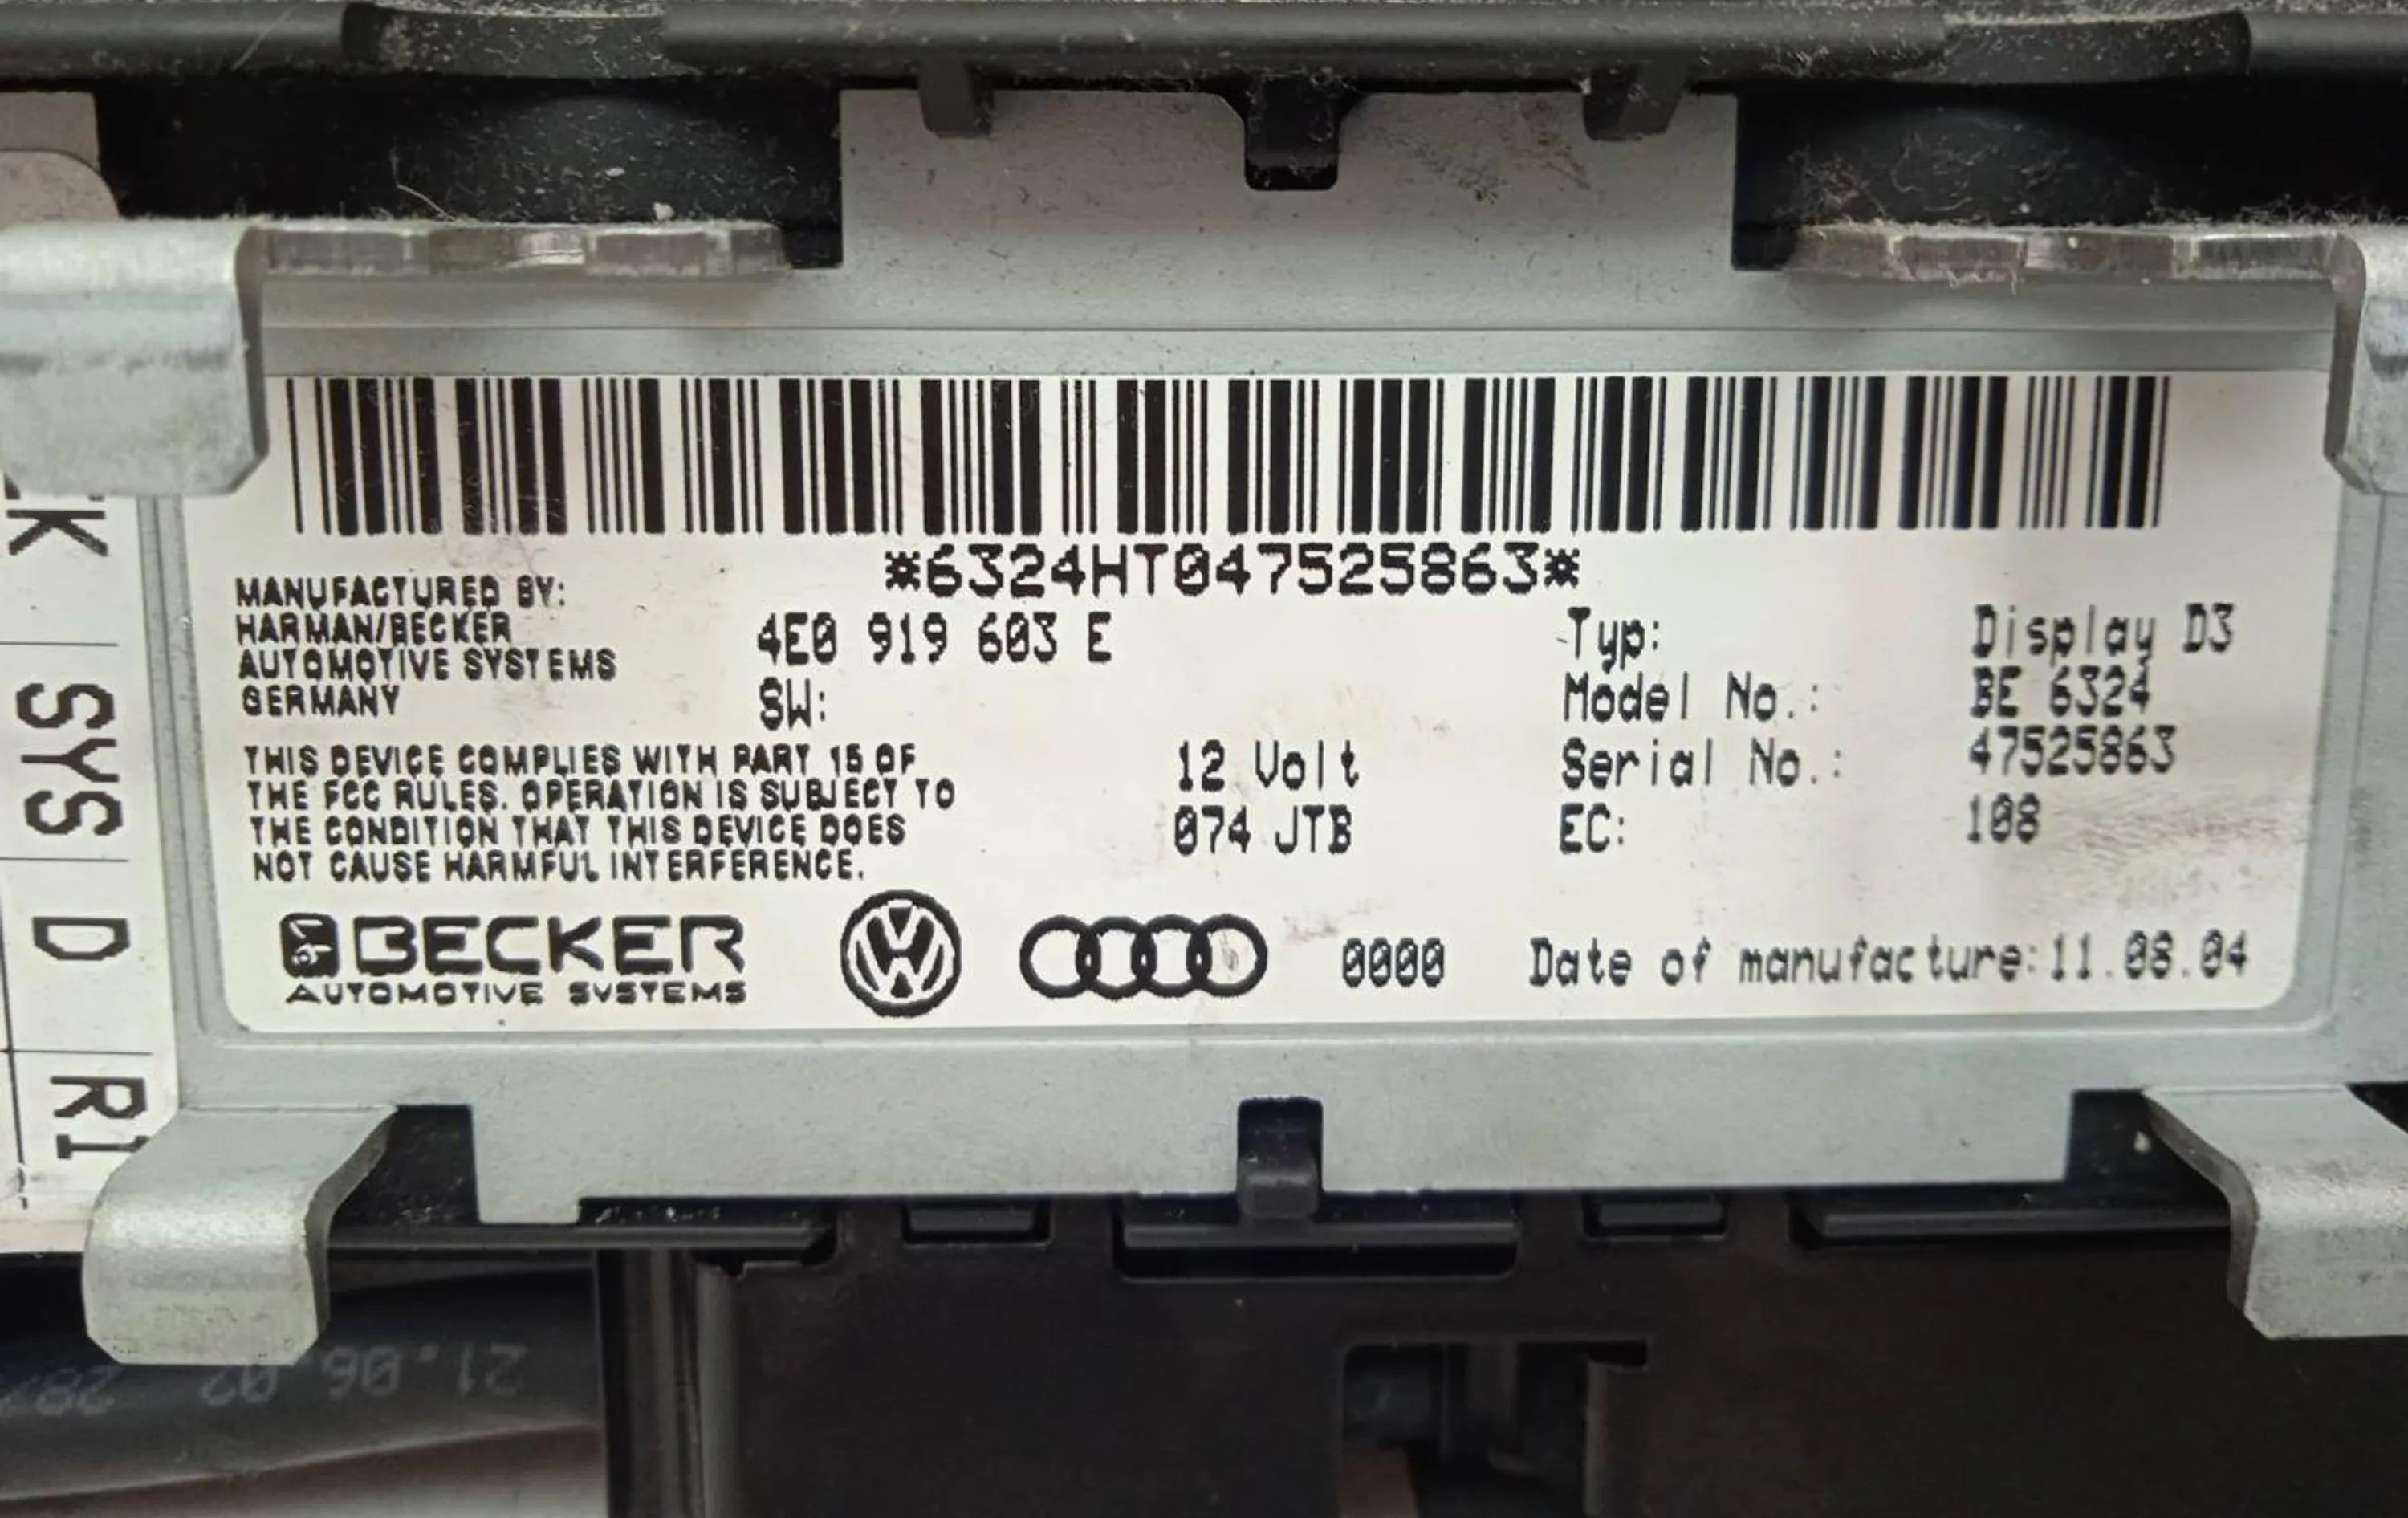 *6324HT047525863*
MANUFACTURED BY:
HARMAN/BECKER
AUTOMOTIVE SYSTEMS
GERMANY
4E0 919 603 E
SW:
Typ: Display D3
Model No.: BE 6324
Serial No.: 47525863
EC: 108
12 Volt
074 JTB
THIS DEVICE COMPLIES WITH PART 15 OF
THE FCC RULES. OPERATION IS SUBJECT TO
THE CONDITION THAT THIS DEVICE DOES
NOT CAUSE HARMFUL INTERFERENCE.
BECKER
AUTOMOTIVE SYSTEMS
0000
Date of manufacture:11.08.04
SYS
D
21.06.02